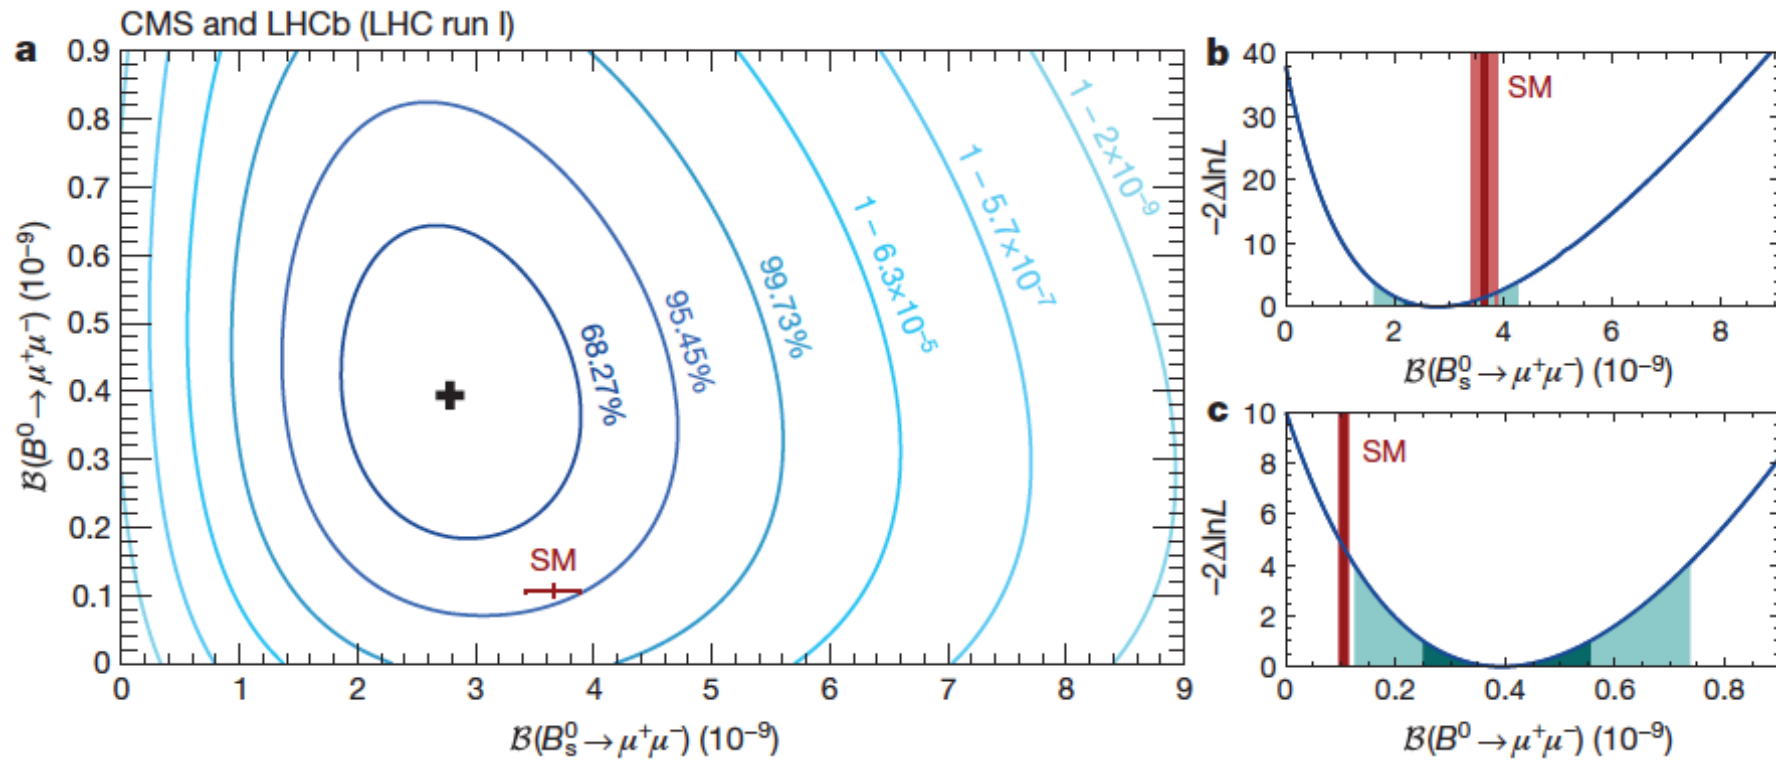 CMS and LHCb (LHC run I)
a
0.9
0.8
0.7
0.6
0.5
0.4
0.3
0.2
0.1
0
ℬ(B⁰→μ⁺μ⁻) (10⁻⁹)
68.27%
95.45%
99.73%
1 – 6.3×10⁻⁵
1 – 5.7×10⁻⁷
1 – 2×10⁻⁹
SM
0 1 2 3 4 5 6 7 8 9
ℬ(B⁰ₛ→μ⁺μ⁻) (10⁻⁹)
b
40
30
20
10
0
–2ΔlnL
SM
0 2 4 6 8
ℬ(B⁰ₛ→μ⁺μ⁻) (10⁻⁹)
c
10
8
6
4
2
0
–2ΔlnL
SM
0 0.2 0.4 0.6 0.8
ℬ(B⁰→μ⁺μ⁻) (10⁻⁹)